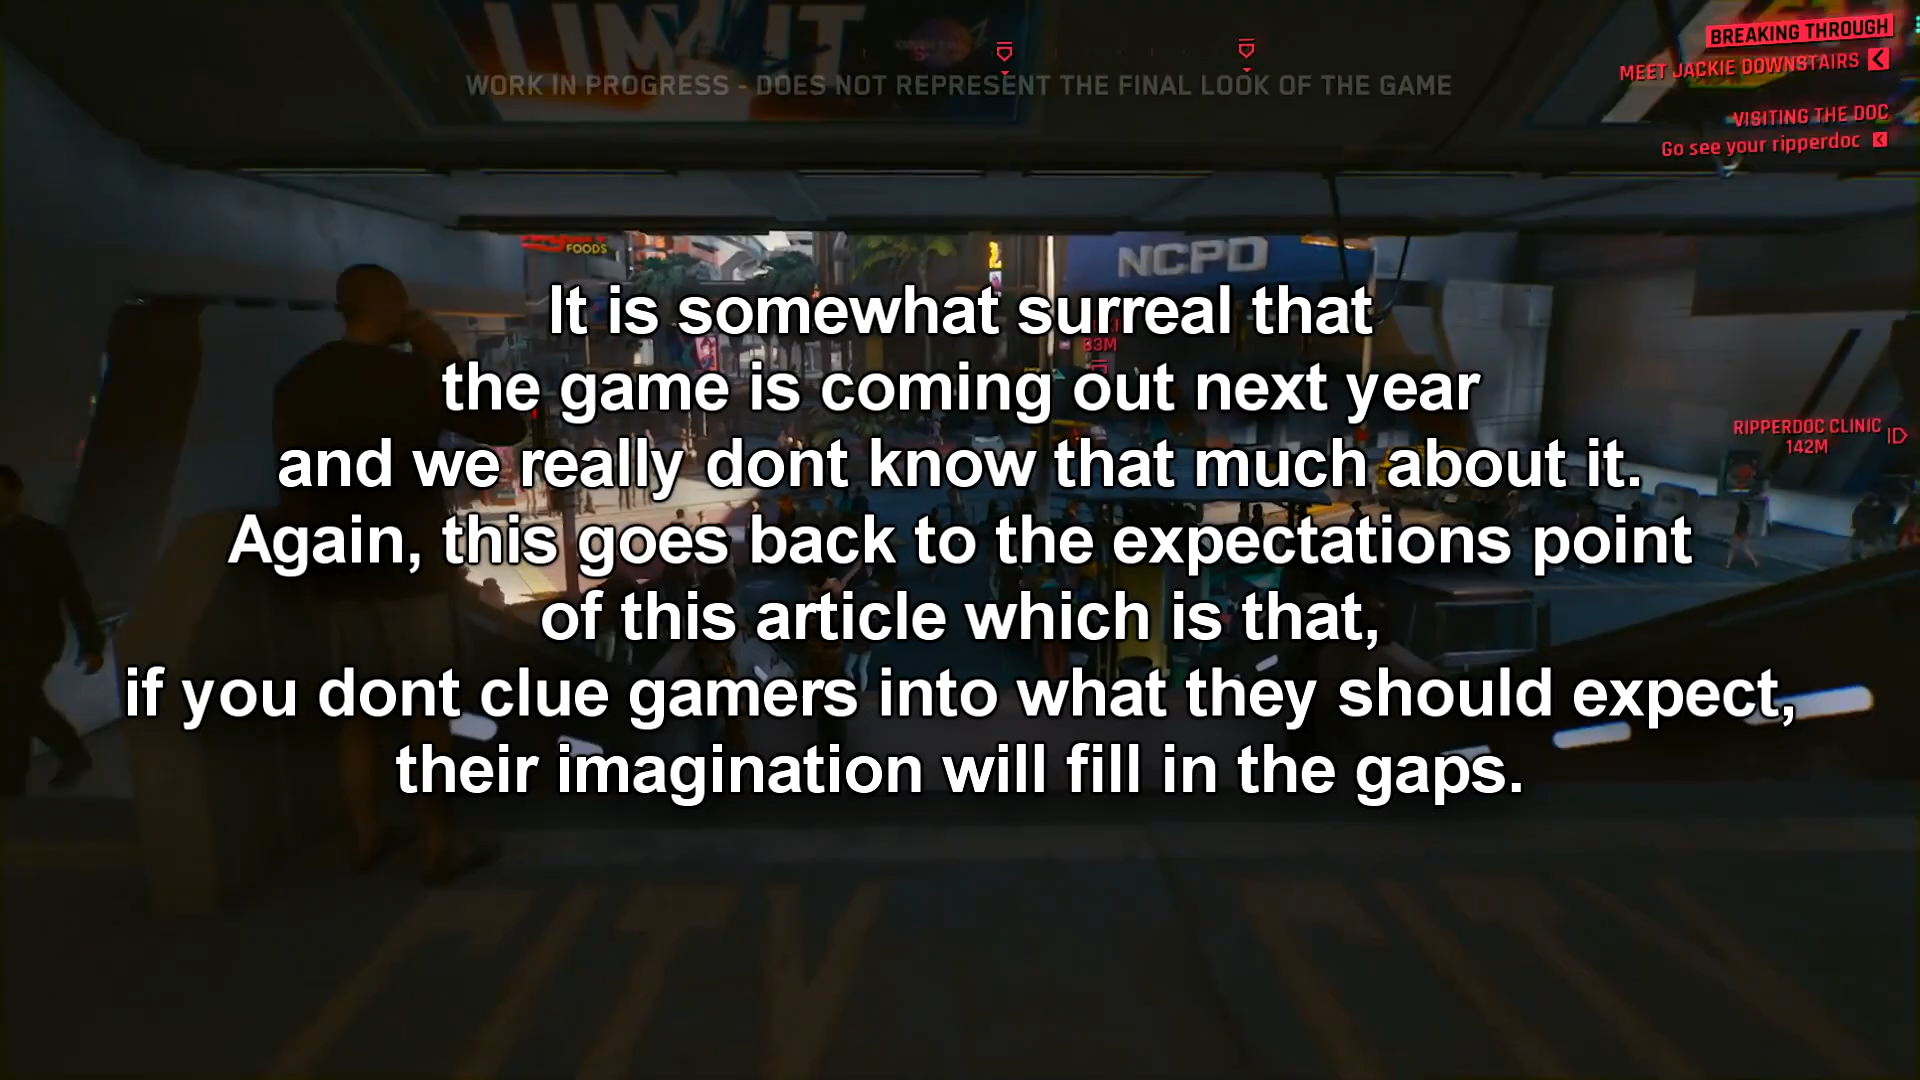 LIM IT
WORK IN PROGRESS - DOES NOT REPRESENT THE FINAL LOOK OF THE GAME
BREAKING THROUGH
MEET JACKIE DOWNSTAIRS
VISITING THE DOC
Go see your ripperdoc
FOODS
NCPD
It is somewhat surreal that
83M
the game is coming out next year
RIPPERDOC CLINIC
142M
and we really dont know that much about it.
Again, this goes back to the expectations point
of this article which is that,
if you dont clue gamers into what they should expect,
their imagination will fill in the gaps.
CITY CITY